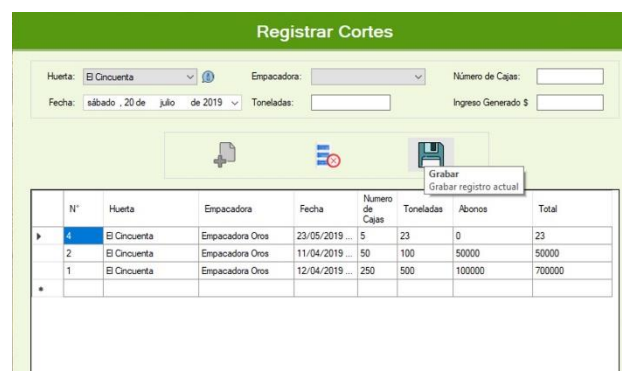 Registrar Cortes
Huerta: El Cincuenta Empacadora: Número de Cajas:
Fecha: sábado , 20 de julio de 2019 Toneladas: Ingreso Generado $
Grabar
Grabar registro actual
N° Huerta Empacadora Fecha Numero de Cajas Toneladas Abonos Total
4 El Cincuenta Empacadora Oros 23/05/2019 ... 5 23 0 23
2 El Cincuenta Empacadora Oros 11/04/2019 ... 50 100 50000 50000
1 El Cincuenta Empacadora Oros 12/04/2019 ... 250 500 100000 700000